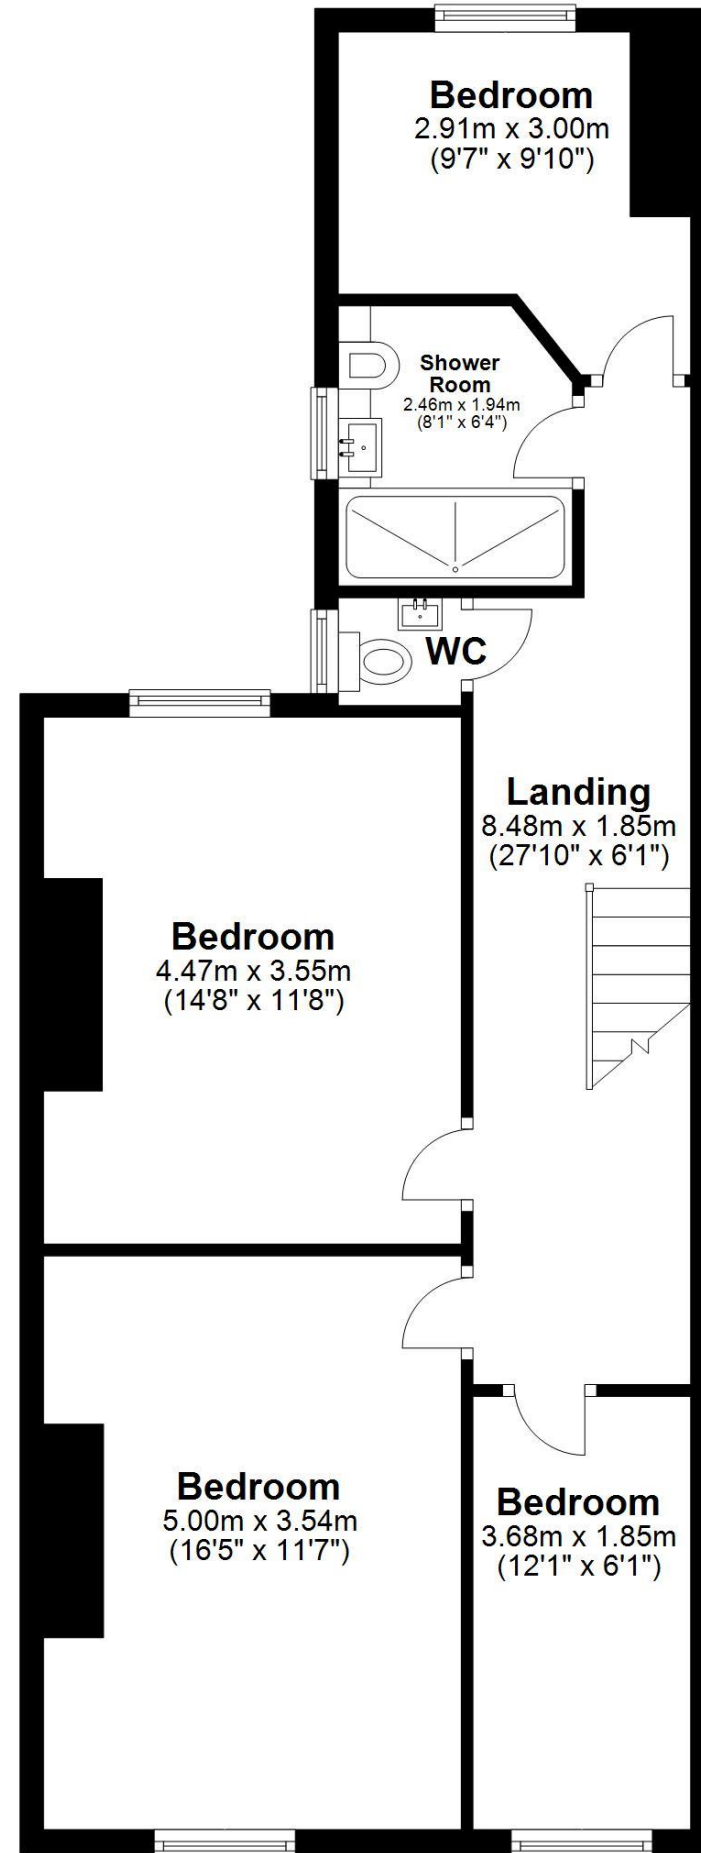 Bedroom
2.91m x 3.00m
(9'7" x 9'10")
Shower
Room
2.46m x 1.94m
(8'1" x 6'4")
WC
Landing
8.48m x 1.85m
(27'10" x 6'1")
Bedroom
4.47m x 3.55m
(14'8" x 11'8")
Bedroom
5.00m x 3.54m
(16'5" x 11'7")
Bedroom
3.68m x 1.85m
(12'1" x 6'1")